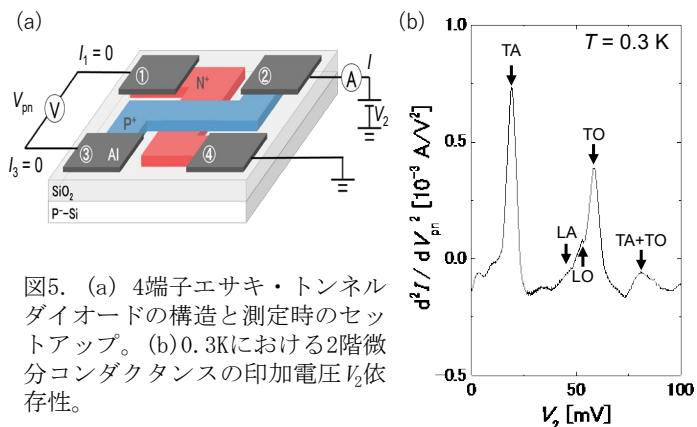 (a)
I₁ = 0
① ② I
N⁺ A
Vₚₙ V P⁺ V₂
③ Al ④
I₃ = 0
SiO₂
P⁻-Si
図5. (a) 4端子エサキ・トンネル
ダイオードの構造と測定時のセッ
トアップ。(b)0.3Kにおける2階微
分コンダクタンスの印加電圧V₂依
存性。
(b)
1.0
T = 0.3 K
TA
TO
0.5
LA
TA+TO
0.0
LO
-0.5
0 50 100
d²I / dVₚₙ² [10⁻³ A/V²]
V₂ [mV]